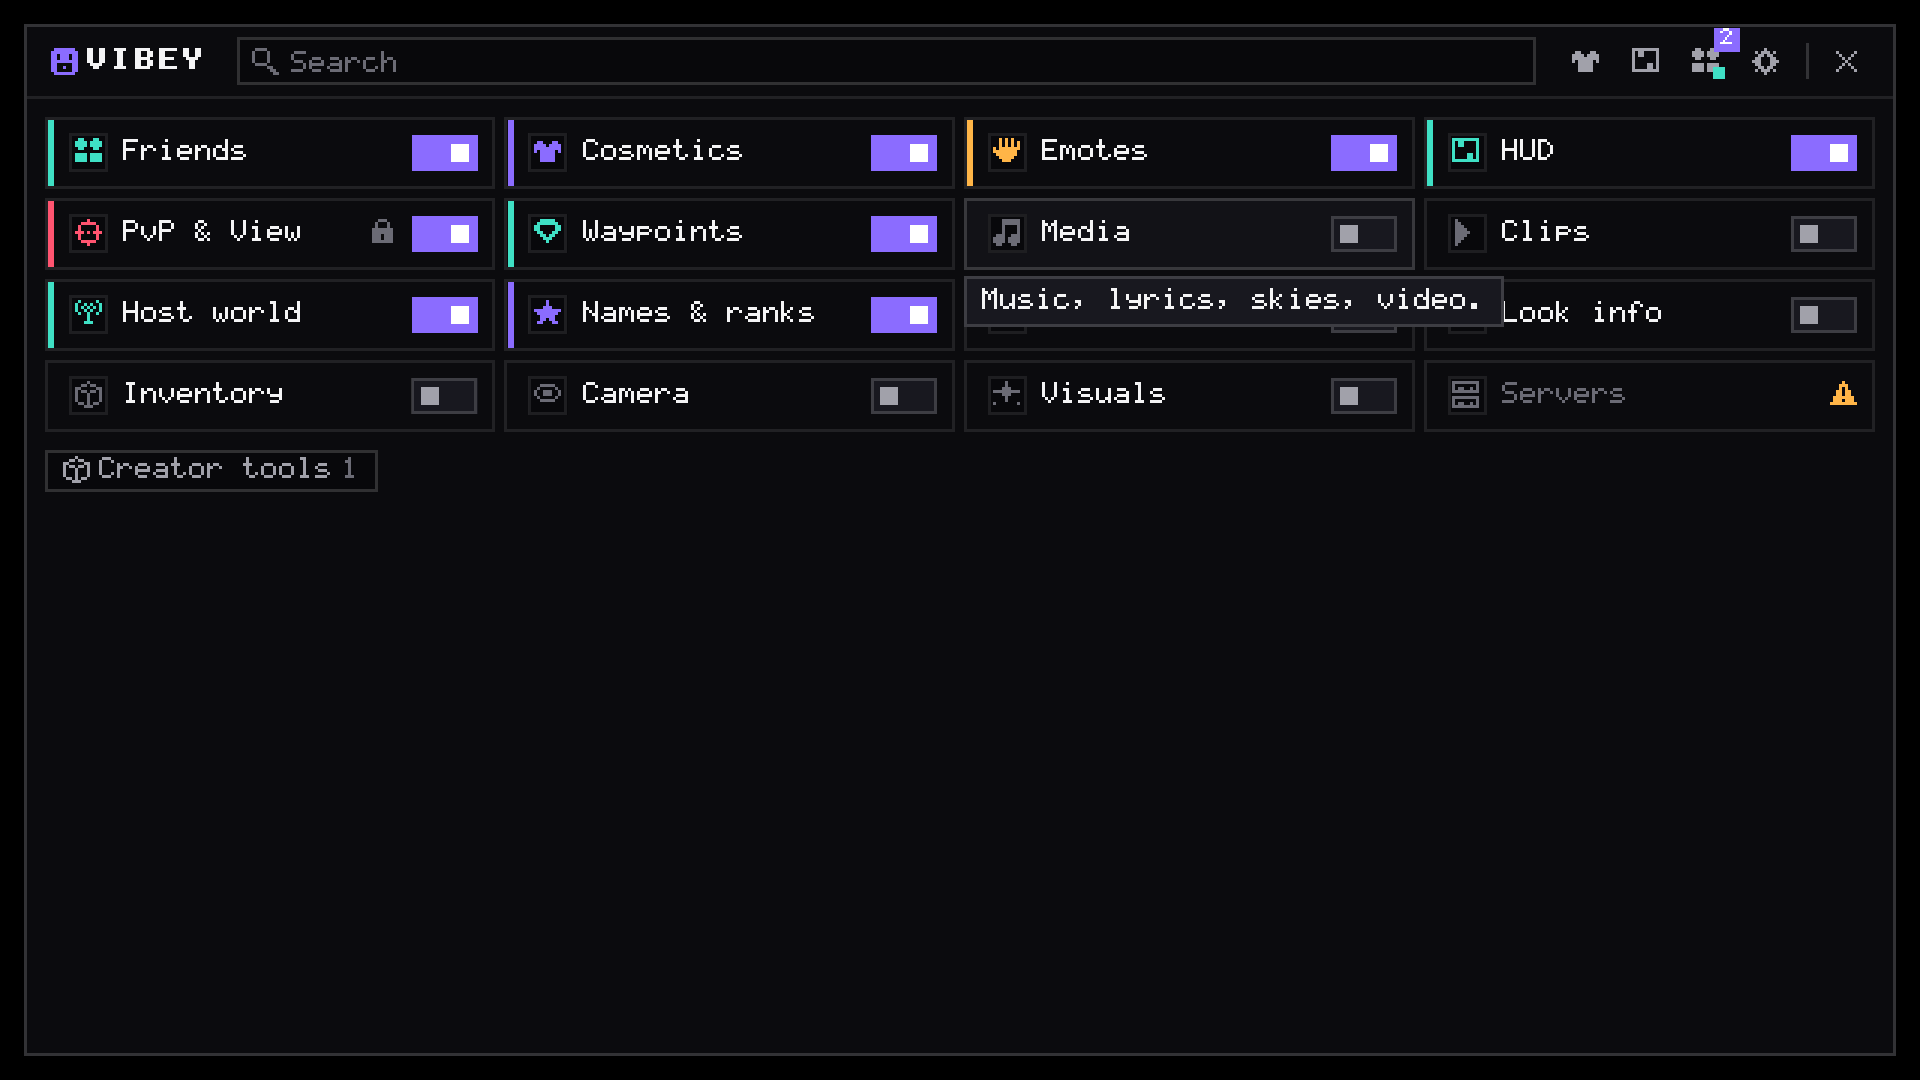 VIBEY
Search
2
Friends
Cosmetics
Emotes
HUD
PvP & View
Waypoints
Media
Clips
Host world
Names & ranks
Music, lyrics, skies, video.
Look info
Inventory
Camera
Visuals
Servers
Creator tools 1